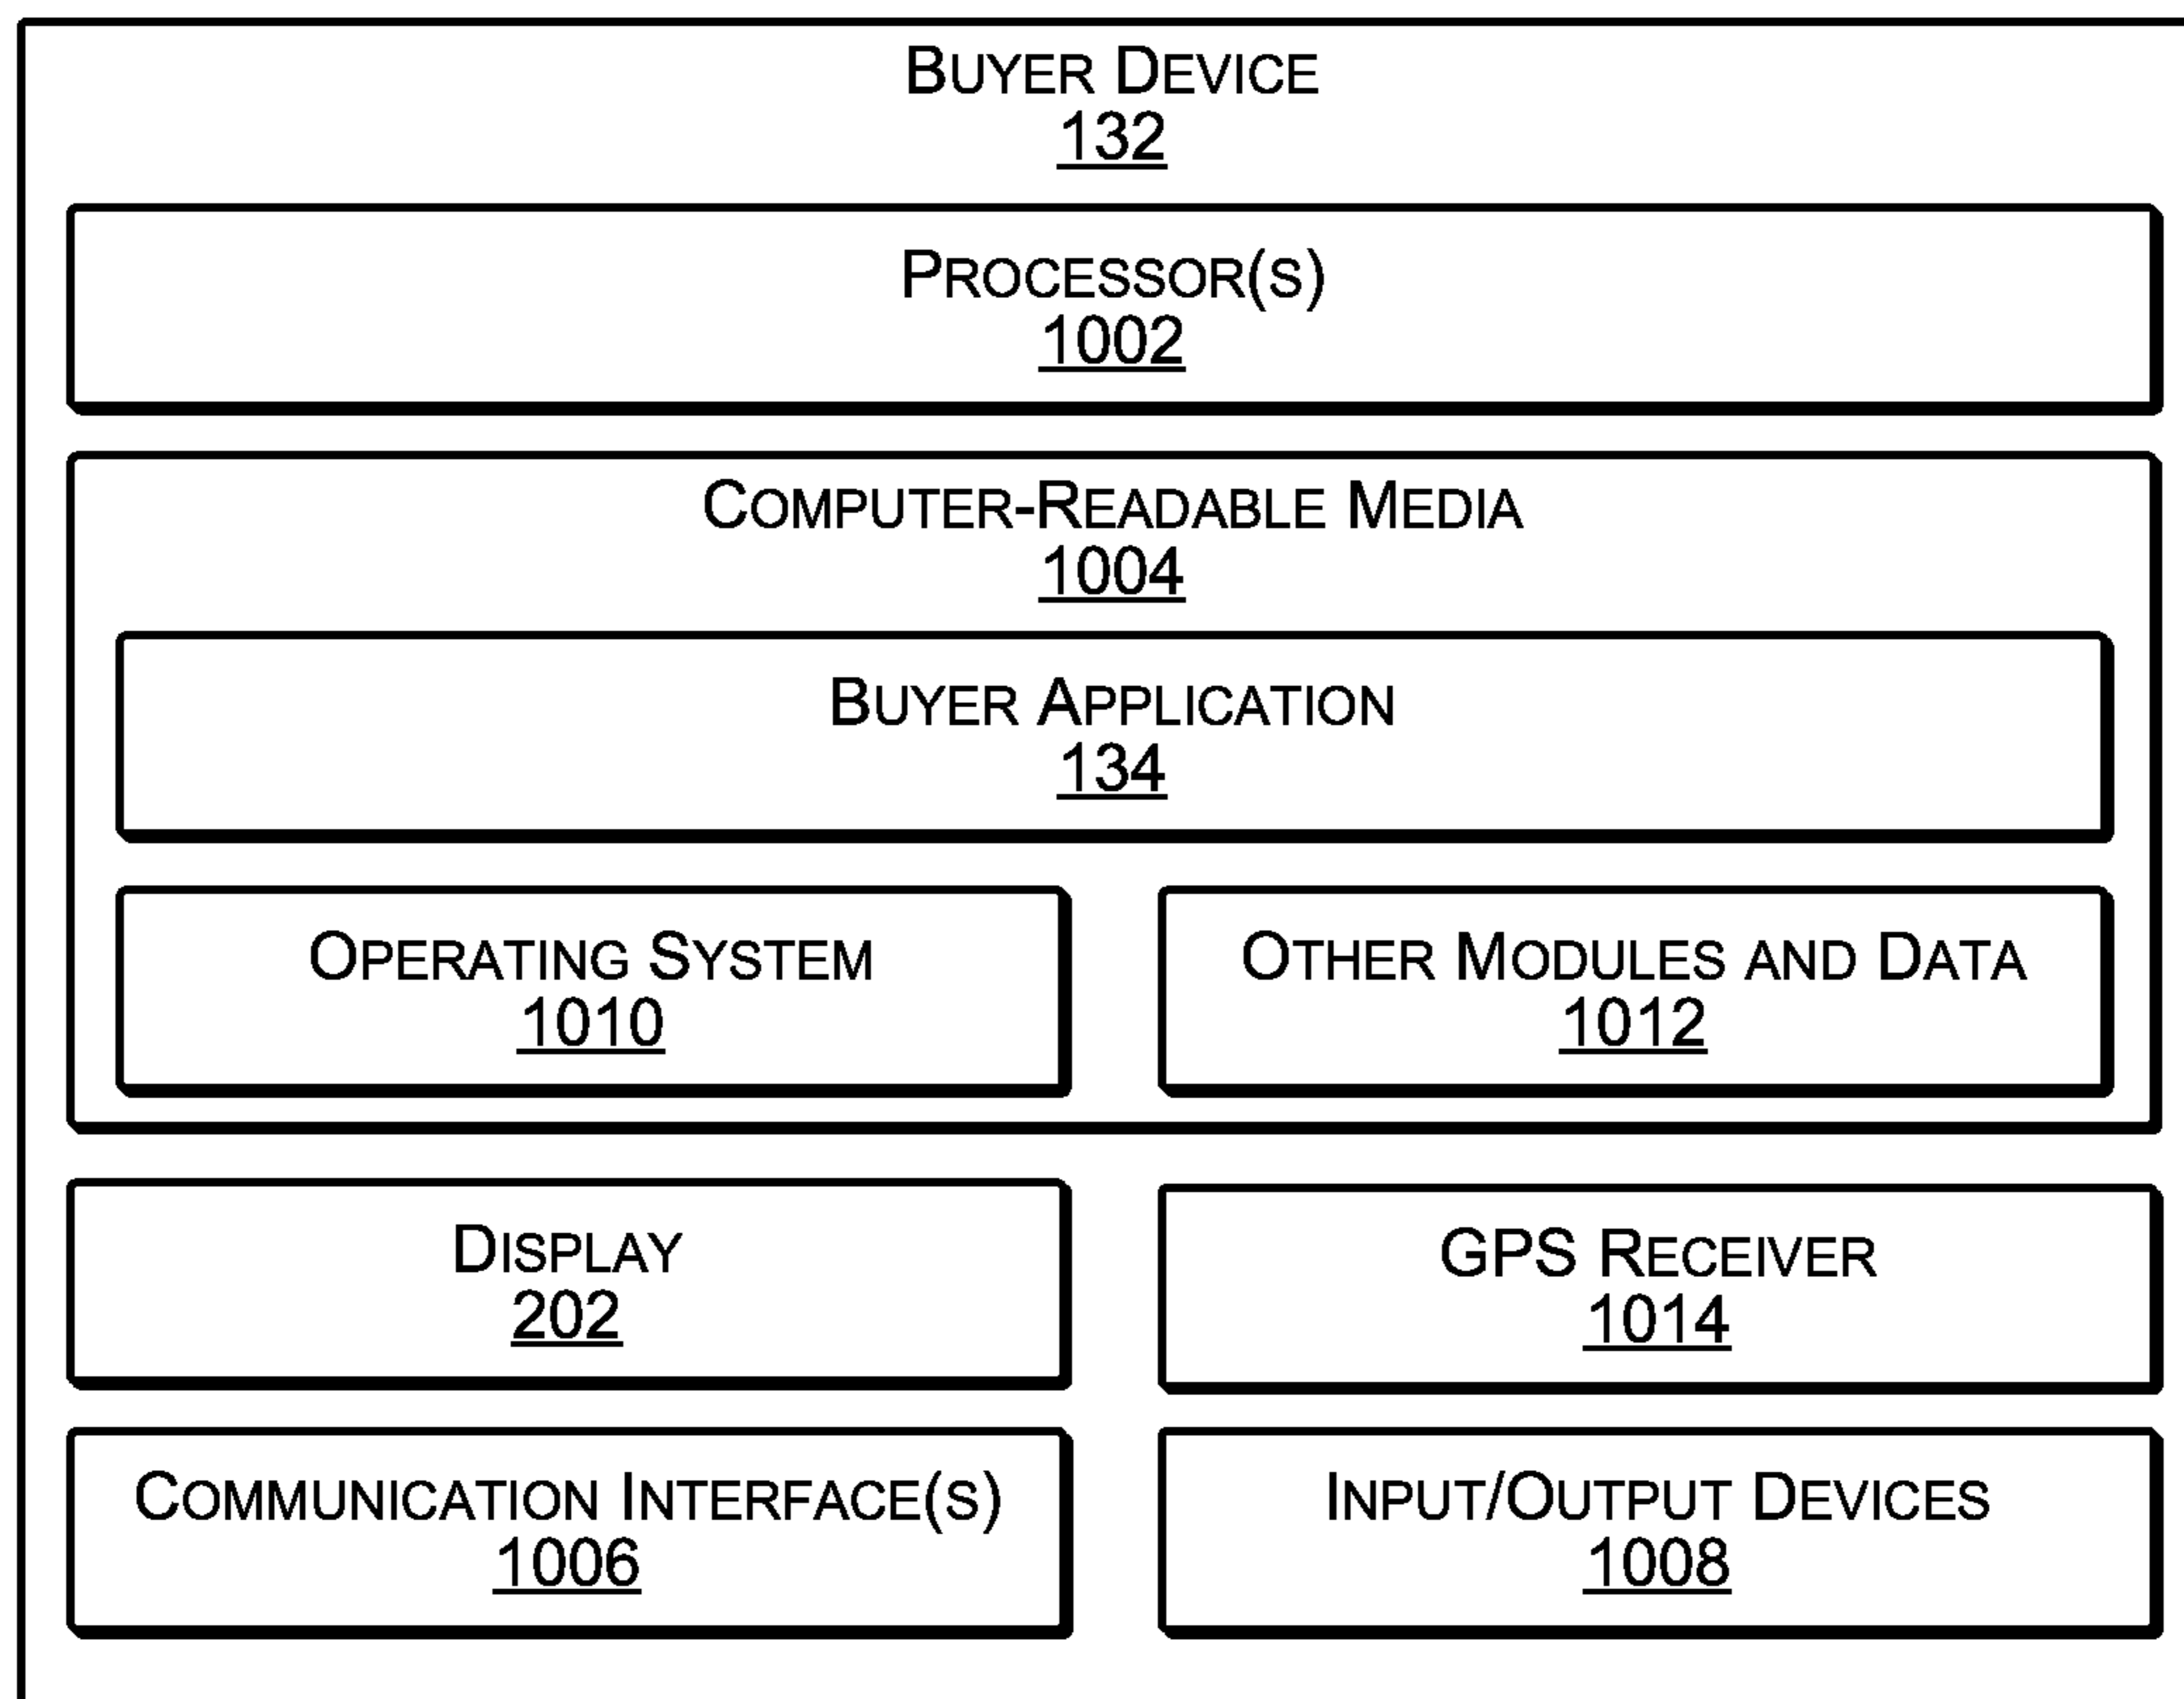 BUYER DEVICE
132
PROCESSOR(S)
1002
COMPUTER-READABLE MEDIA
1004
BUYER APPLICATION
134
OPERATING SYSTEM
1010
OTHER MODULES AND DATA
1012
DISPLAY
202
GPS RECEIVER
1014
COMMUNICATION INTERFACE(S)
1006
INPUT/OUTPUT DEVICES
1008